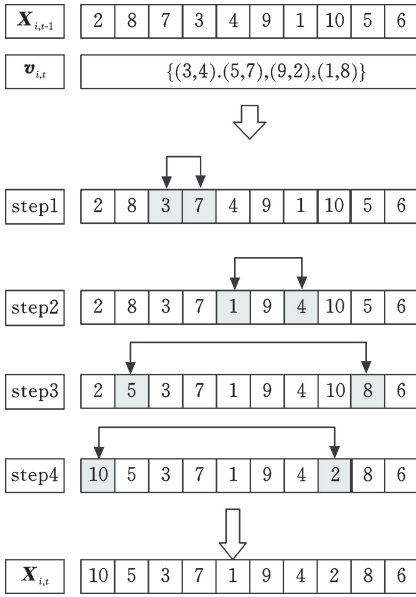 X i,t-1 2 8 7 3 4 9 1 10 5 6
v i,t {(3,4).(5,7),(9,2),(1,8)}
step1 2 8 3 7 4 9 1 10 5 6
step2 2 8 3 7 1 9 4 10 5 6
step3 2 5 3 7 1 9 4 10 8 6
step4 10 5 3 7 1 9 4 2 8 6
X i,t 10 5 3 7 1 9 4 2 8 6